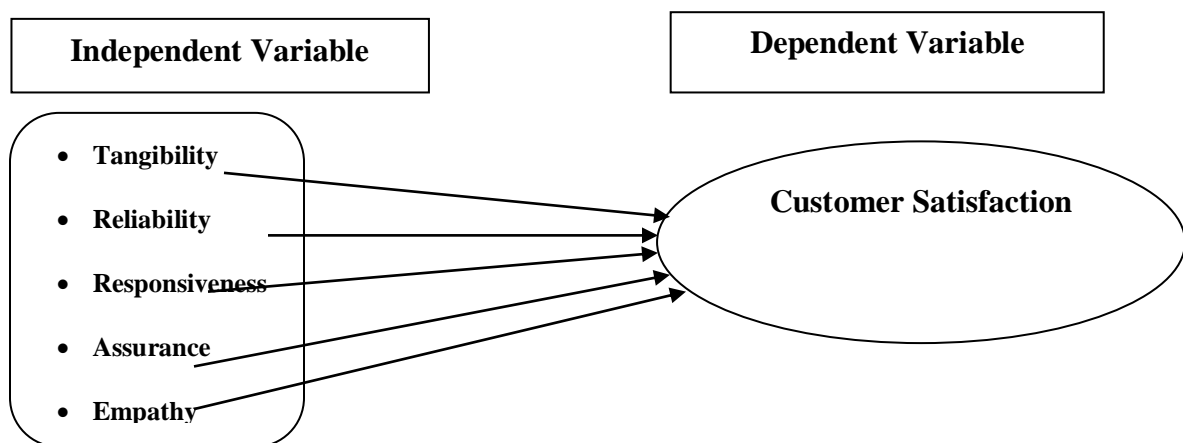 Independent Variable
Dependent Variable
• Tangibility
• Reliability
• Responsiveness
• Assurance
• Empathy
Customer Satisfaction